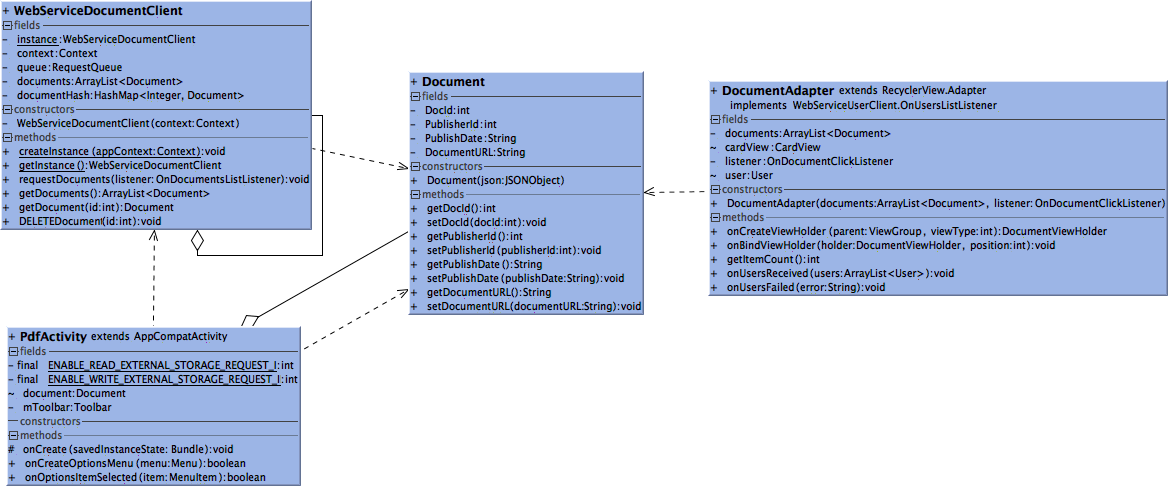 + WebServiceDocumentClient
fields
- instance:WebServiceDocumentClient
- context:Context
- queue:RequestQueue
- documents:ArrayList<Document>
- documentHash:HashMap<Integer, Document>
constructors
- WebServiceDocumentClient(context:Context)
methods
+ createInstance (appContext:Context):void
+ getInstance ():WebServiceDocumentClient
+ requestDocuments(listener:OnDocumentsListListener):void
+ getDocuments():ArrayList<Document>
+ getDocument(id:int):Document
+ DELETEDocument(id:int):void
+ Document
fields
- DocId:int
- PublisherId:int
- PublishDate:String
- DocumentURL:String
constructors
+ Document(json:JSONObject)
methods
+ getDocId():int
+ setDocId(docId:int):void
+ getPublisherId():int
+ setPublisherId(publisherId:int):void
+ getPublishDate ():String
+ setPublishDate (publishDate:String):void
+ getDocumentURL():String
+ setDocumentURL(documentURL:String):void
+ DocumentAdapter extends RecyclerView.Adapter
implements WebServiceUserClient.OnUsersListListener
fields
- documents:ArrayList<Document>
~ cardView:CardView
- listener:OnDocumentClickListener
~ user:User
constructors
+ DocumentAdapter(documents:ArrayList<Document>, listener:OnDocumentClickListener)
methods
+ onCreateViewHolder (parent:ViewGroup, viewType:int):DocumentViewHolder
+ onBindViewHolder (holder:DocumentViewHolder, position:int):void
+ getItemCount():int
+ onUsersReceived(users:ArrayList<User>):void
+ onUsersFailed(error:String):void
+ PdfActivity extends AppCompatActivity
fields
- final ENABLE_READ_EXTERNAL_STORAGE_REQUEST_I:int
- final ENABLE_WRITE_EXTERNAL_STORAGE_REQUEST_I:int
~ document:Document
- mToolbar:Toolbar
constructors
methods
# onCreate (savedInstanceState: Bundle):void
+ onCreateOptionsMenu (menu:Menu):boolean
+ onOptionsItemSelected (item:MenuItem):boolean